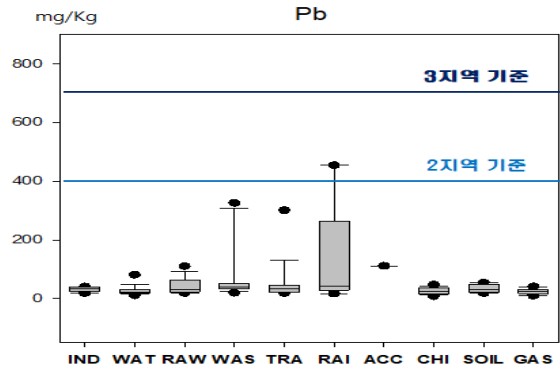 Pb
mg/Kg
800
3지역 기준
600
2지역 기준
400
200
0
IND WAT RAW WAS TRA RAI ACC CHI SOIL GAS